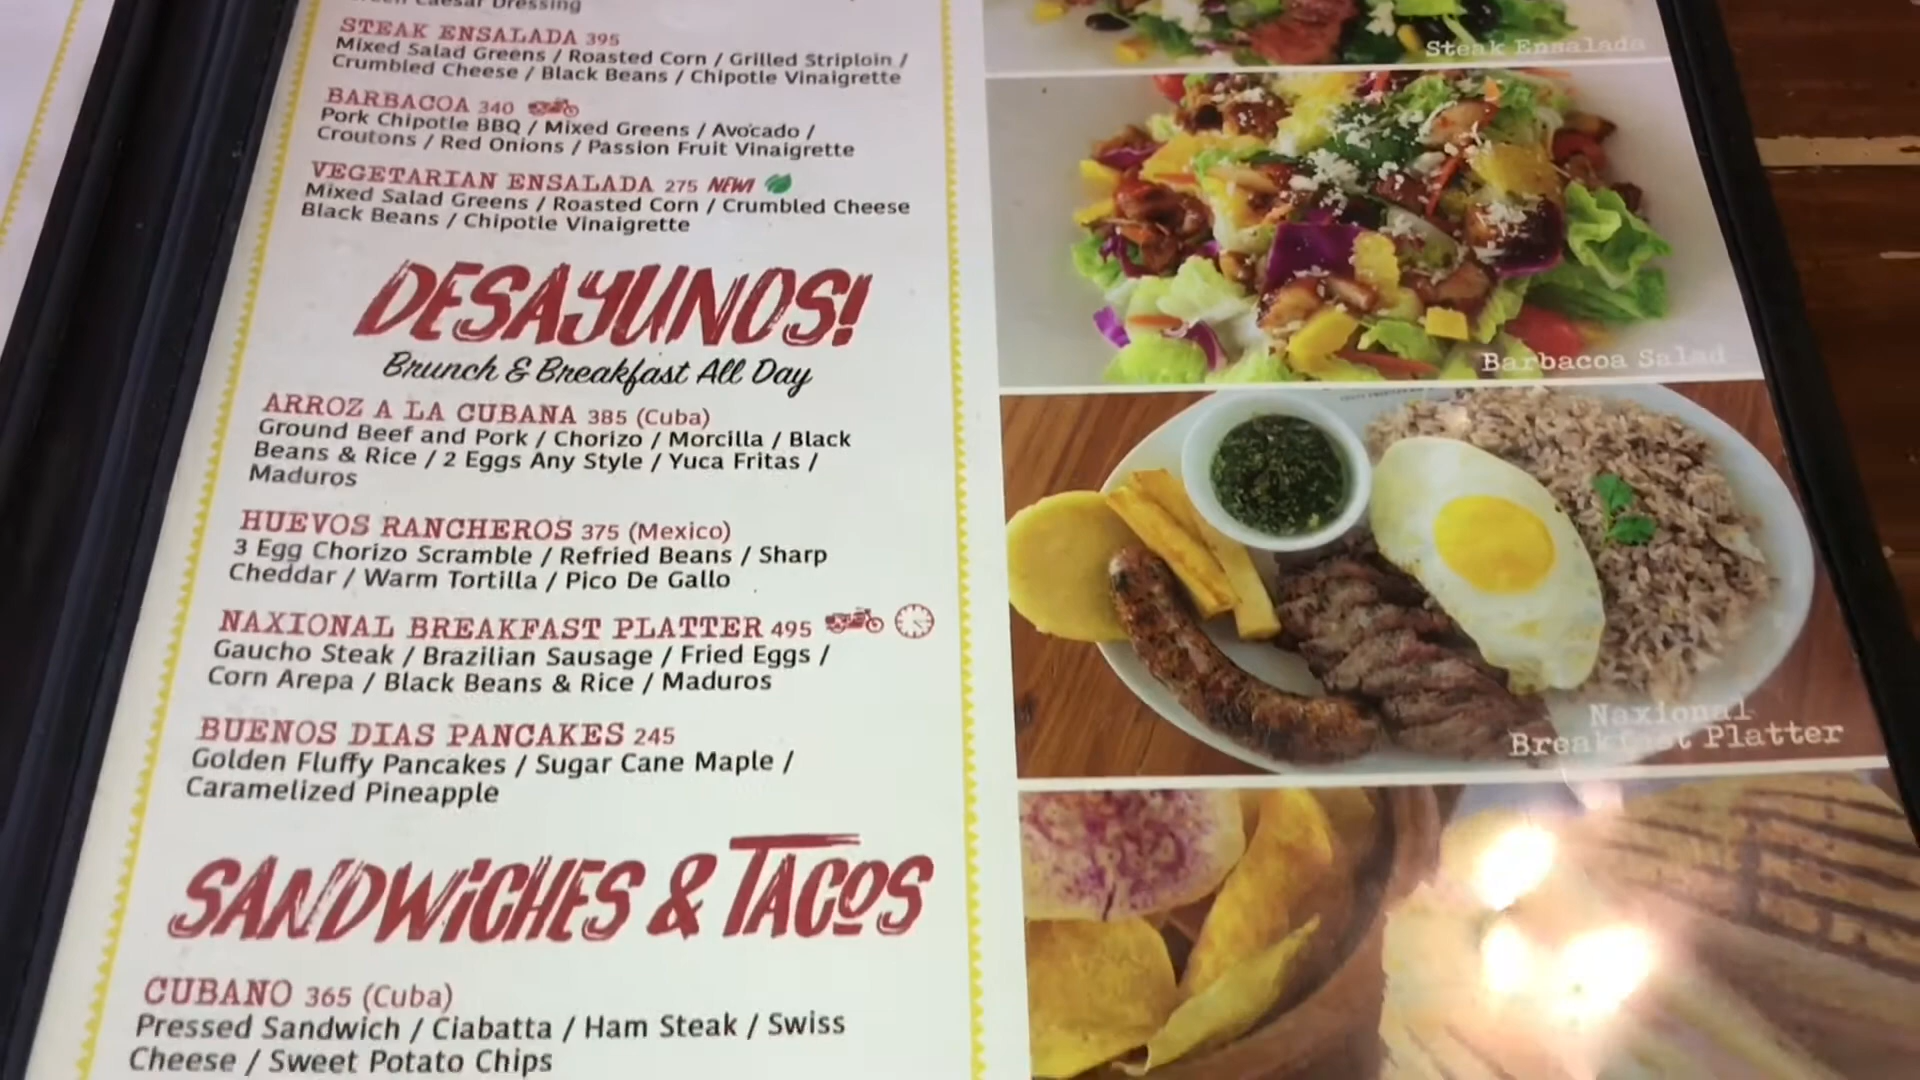 Caesar Dressing
STEAK ENSALADA 395
Mixed Salad Greens / Roasted Corn / Grilled Striploin /
Crumbled Cheese / Black Beans / Chipotle Vinaigrette
BARBACOA 340
Pork Chipotle BBQ / Mixed Greens / Avocado /
Croutons / Red Onions / Passion Fruit Vinaigrette
VEGETARIAN ENSALADA 275 NEW!
Mixed Salad Greens / Roasted Corn / Crumbled Cheese
Black Beans / Chipotle Vinaigrette
DESAYUNOS!
Brunch & Breakfast All Day
ARROZ A LA CUBANA 385 (Cuba)
Ground Beef and Pork / Chorizo / Morcilla / Black
Beans & Rice / 2 Eggs Any Style / Yuca Fritas /
Maduros
HUEVOS RANCHEROS 375 (Mexico)
3 Egg Chorizo Scramble / Refried Beans / Sharp
Cheddar / Warm Tortilla / Pico De Gallo
NAXIONAL BREAKFAST PLATTER 495
Gaucho Steak / Brazilian Sausage / Fried Eggs /
Corn Arepa / Black Beans & Rice / Maduros
BUENOS DIAS PANCAKES 245
Golden Fluffy Pancakes / Sugar Cane Maple /
Caramelized Pineapple
SANDWICHES & TACOS
CUBANO 365 (Cuba)
Pressed Sandwich / Ciabatta / Ham Steak / Swiss
Cheese / Sweet Potato Chips
Steak Ensalada
Barbacoa Salad
Naxional
Breakfast Platter